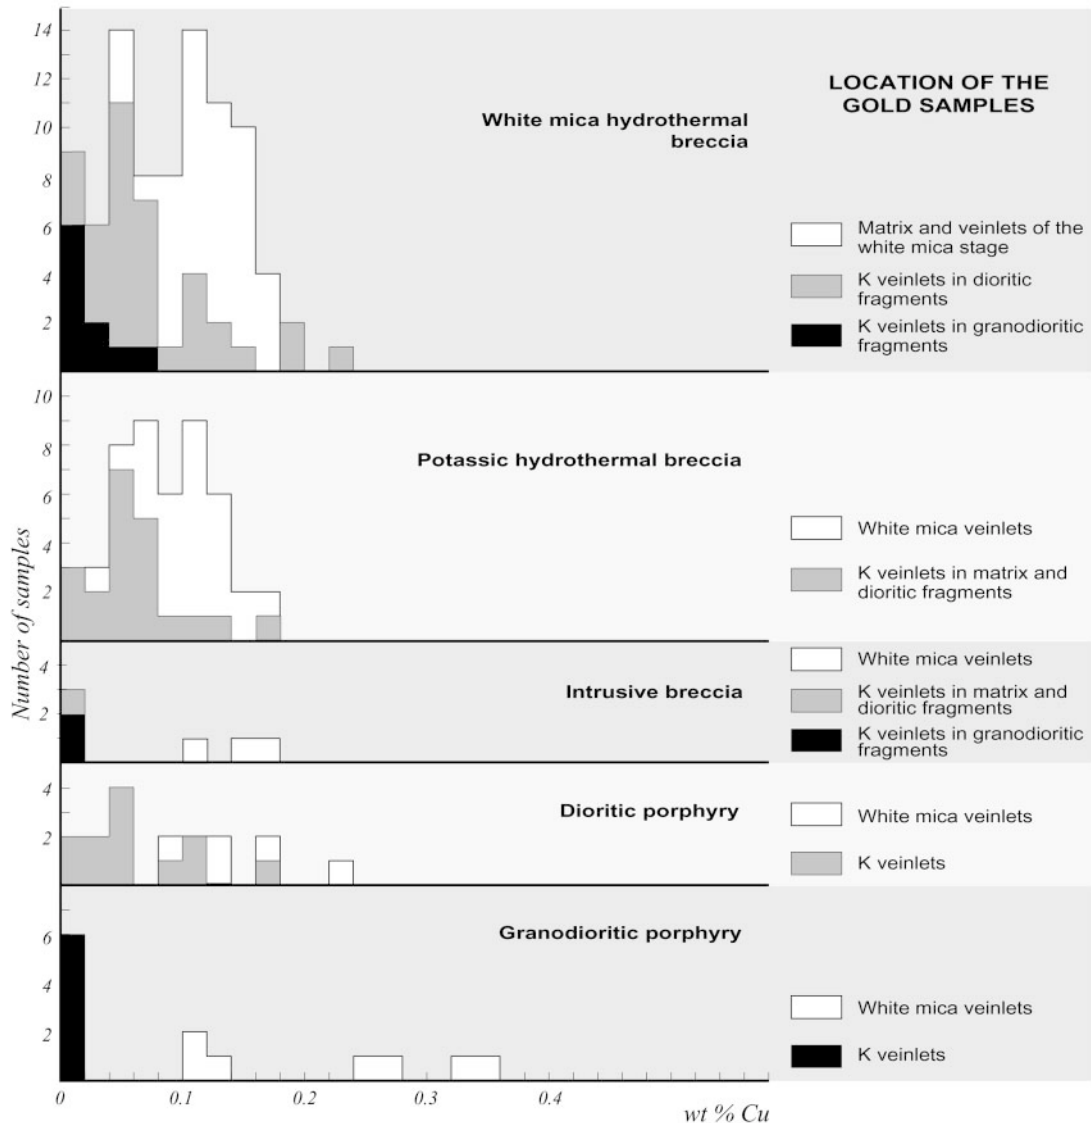 14
12
10
8
6
4
2
White mica hydrothermal
breccia
LOCATION OF THE
GOLD SAMPLES
Matrix and veinlets of the
white mica stage
K veinlets in dioritic
fragments
K veinlets in granodioritic
fragments
10
8
6
4
2
Potassic hydrothermal breccia
White mica veinlets
K veinlets in matrix and
dioritic fragments
Number of samples
4
2
Intrusive breccia
White mica veinlets
K veinlets in matrix and
dioritic fragments
K veinlets in granodioritic
fragments
4
2
Dioritic porphyry
White mica veinlets
K veinlets
6
4
2
Granodioritic porphyry
White mica veinlets
K veinlets
0 0.1 0.2 0.3 0.4
wt % Cu